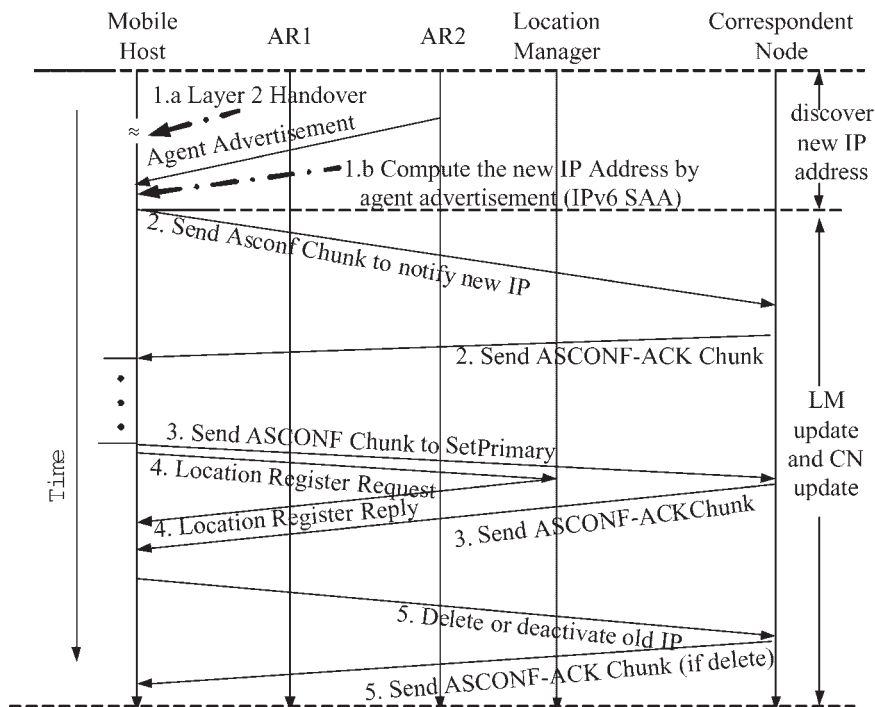 Mobile Host
AR1
AR2
Location Manager
Correspondent Node
1.a Layer 2 Handover
≈
Agent Advertisement
discover
new IP
address
1.b Compute the new IP Address by
agent advertisement (IPv6 SAA)
2. Send Asconf Chunk to notify new IP
2. Send ASCONF-ACK Chunk
3. Send ASCONF Chunk to SetPrimary
4. Location Register Request
4. Location Register Reply
3. Send ASCONF-ACKChunk
LM
update
and CN
update
Time
5. Delete or deactivate old IP
5. Send ASCONF-ACK Chunk (if delete)